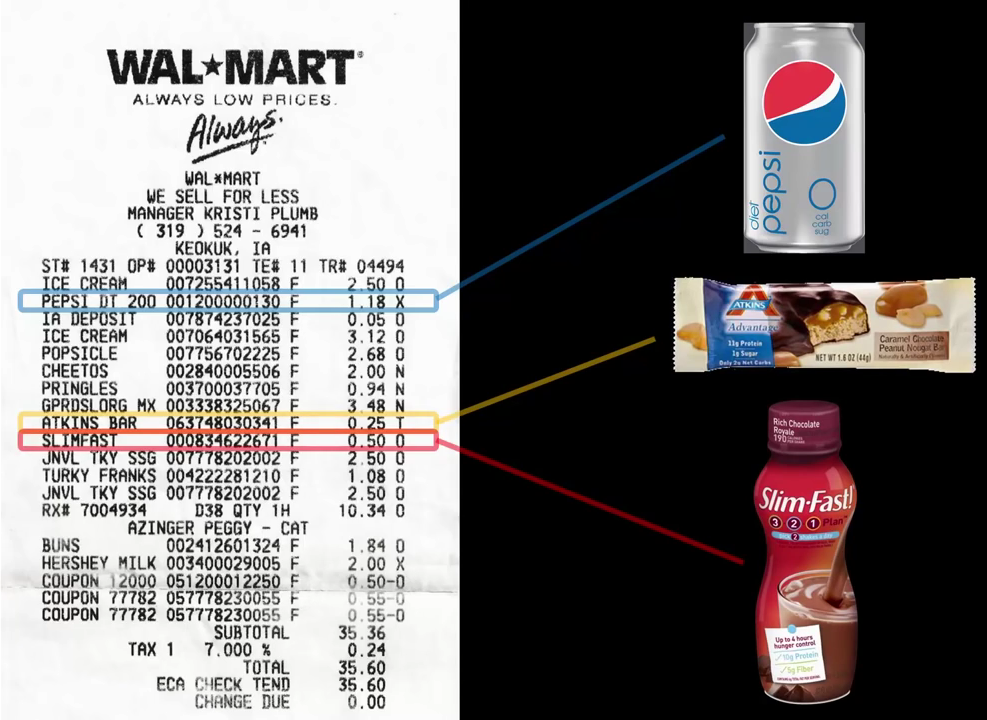 WAL★MART®
ALWAYS LOW PRICES.
Always.
WAL*MART
WE SELL FOR LESS
MANAGER KRISTI PLUMB
( 319 ) 524 - 6941
KEOKUK, IA
ST# 1431 OP# 00003131 TE# 11 TR# 04494
ICE CREAM 007255411058 F 2.50 O
PEPSI DT 200 001200000130 F 1.18 X
IA DEPOSIT 007874237025 F 0.05 O
ICE CREAM 007064031565 F 3.12 O
POPSICLE 007756702225 F 2.68 O
CHEETOS 002840005506 F 2.00 N
PRINGLES 003700037705 F 0.94 N
GPRDSLORG MX 003338325067 F 3.48 N
ATKINS BAR 063748030341 F 0.25 T
SLIMFAST 000834622671 F 0.50 O
JNVL TKY SSG 007778202002 F 2.50 O
TURKY FRANKS 004222281210 F 1.08 O
JNVL TKY SSG 007778202002 F 2.50 O
RX# 7004934 D38 QTY 1H 10.34 O
AZINGER PEGGY - CAT
BUNS 002412601324 F 1.84 O
HERSHEY MILK 003400029005 F 2.00 X
COUPON 12000 051200012250 F 0.50-O
COUPON 77782 057778230055 F 0.55-O
COUPON 77782 057778230055 F 0.55-O
SUBTOTAL 35.36
TAX 1 7.000 % 0.24
TOTAL 35.60
ECA CHECK TEND 35.60
CHANGE DUE 0.00
diet
pepsi
0
cal
carb
sug
ATKINS
Advantage
11g Protein
1g Sugar
Only 2g Net Carbs
NET WT 1.6 OZ (44g)
Caramel Chocolate
Peanut Nougat Bar
Naturally & Artificially Flavored
Rich Chocolate
Royale
190
Slim-Fast!
3 2 1 Plan™
Up to 4 hours
hunger control
10g Protein
5g Fiber